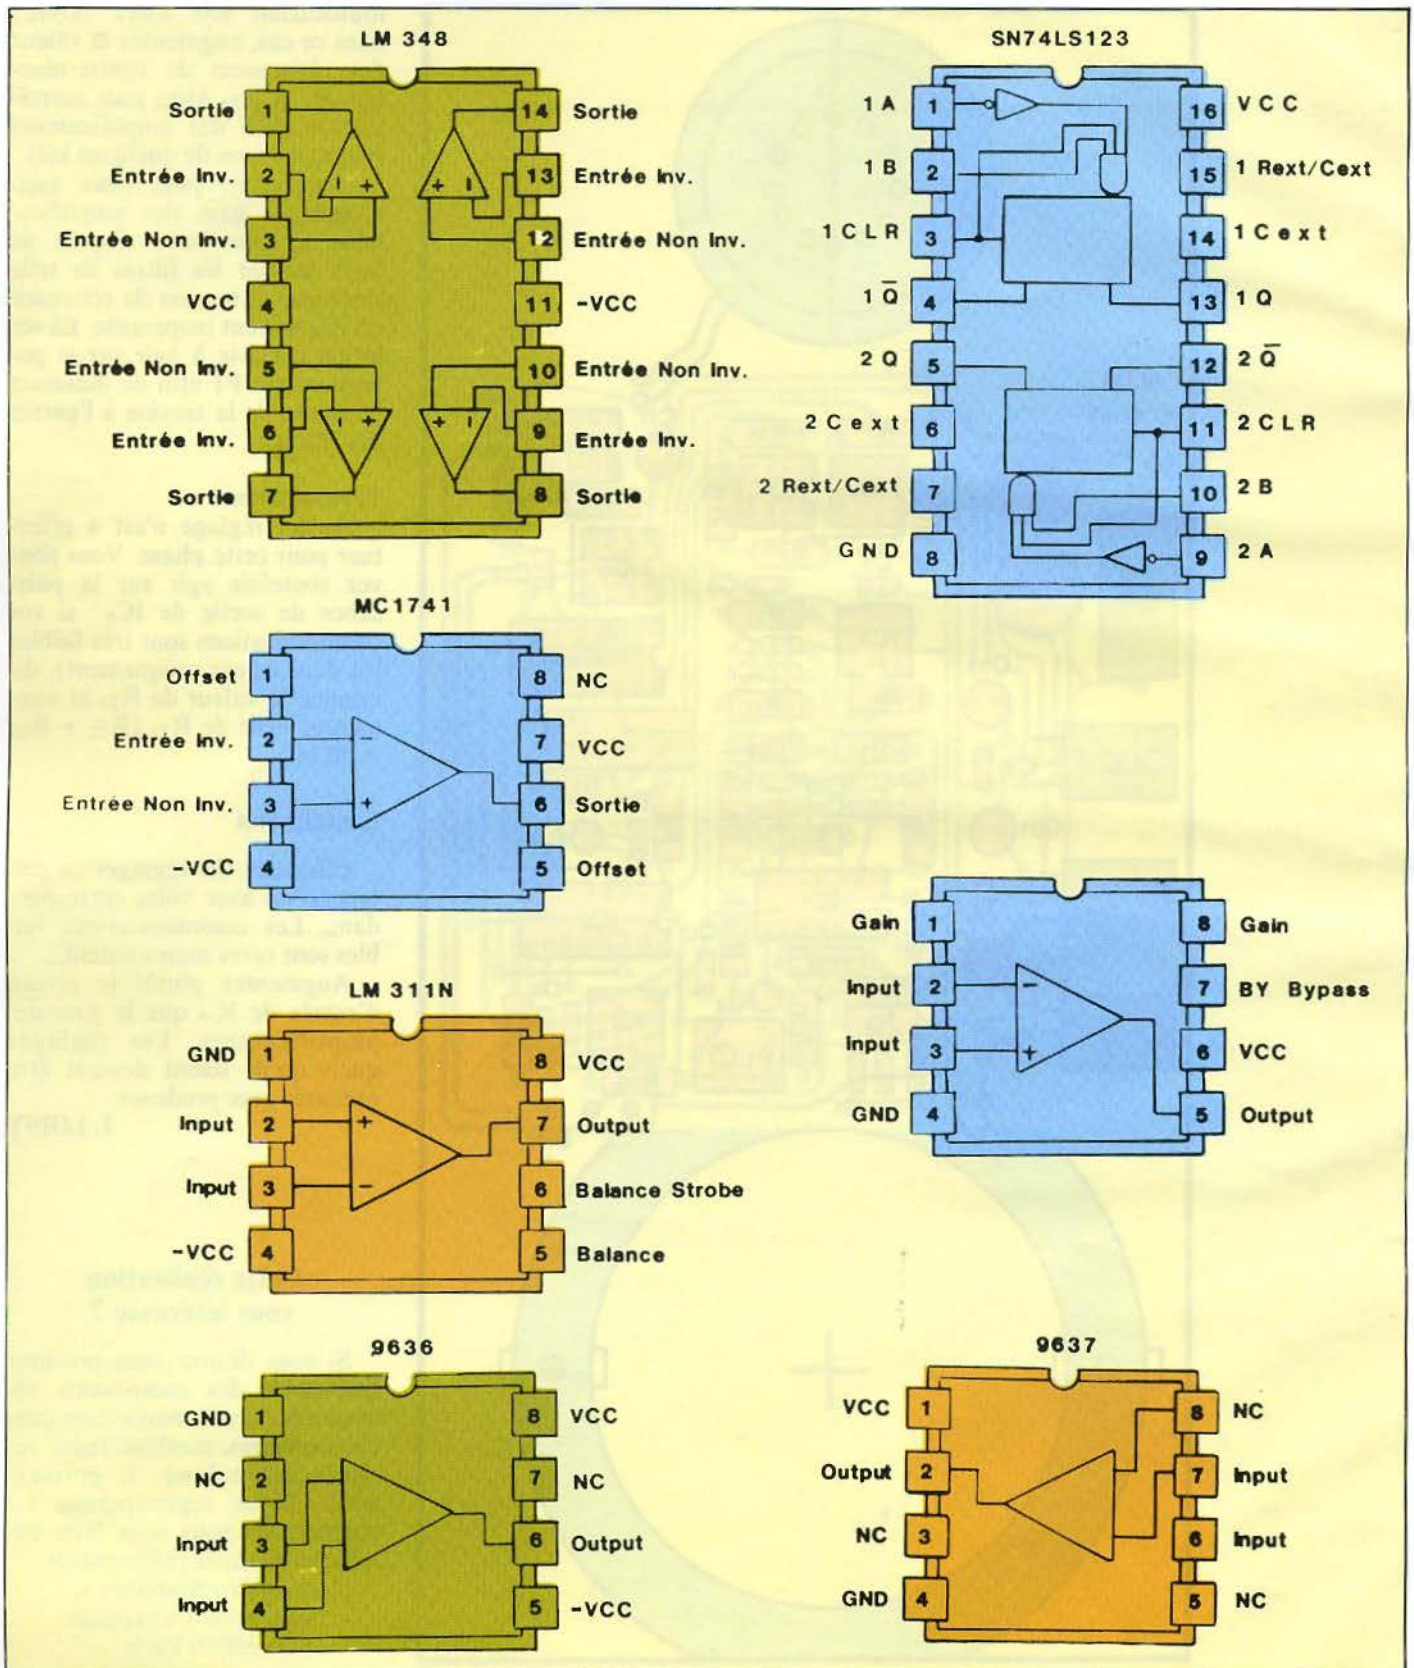 LM 348
Sortie 1 14 Sortie
Entrée Inv. 2 13 Entrée Inv.
Entrée Non Inv. 3 12 Entrée Non Inv.
VCC 4 11 -VCC
Entrée Non Inv. 5 10 Entrée Non Inv.
Entrée Inv. 6 9 Entrée Inv.
Sortie 7 8 Sortie
SN74LS123
1 A 1 16 VCC
1 B 2 15 1 Rext/Cext
1 CLR 3 14 1 Cext
1 Q̅ 4 13 1 Q
2 Q 5 12 2 Q̅
2 Cext 6 11 2 CLR
2 Rext/Cext 7 10 2 B
GND 8 9 2 A
MC1741
Offset 1 8 NC
Entrée Inv. 2 - 7 VCC
Entrée Non Inv. 3 + 6 Sortie
-VCC 4 5 Offset
Gain 1 8 Gain
Input 2 - 7 BY Bypass
Input 3 + 6 VCC
GND 4 5 Output
LM 311N
GND 1 8 VCC
Input 2 + 7 Output
Input 3 - 6 Balance Strobe
-VCC 4 5 Balance
9636
GND 1 8 VCC
NC 2 7 NC
Input 3 6 Output
Input 4 5 -VCC
9637
VCC 1 8 NC
Output 2 7 Input
NC 3 6 Input
GND 4 5 NC